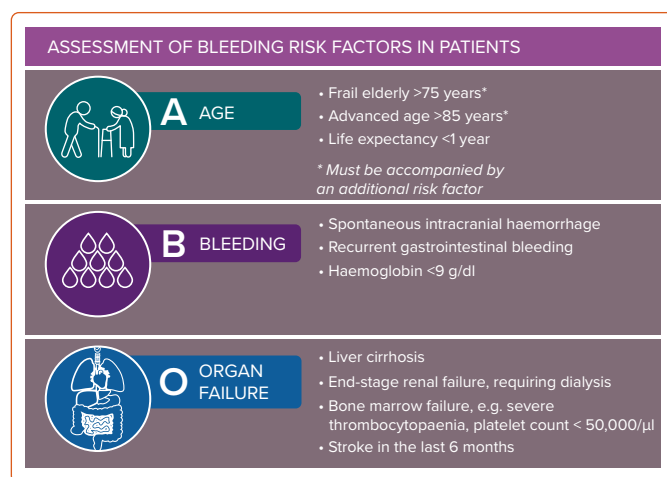 ASSESSMENT OF BLEEDING RISK FACTORS IN PATIENTS
A AGE
• Frail elderly >75 years*
• Advanced age >85 years*
• Life expectancy <1 year
* Must be accompanied by
an additional risk factor
B BLEEDING
• Spontaneous intracranial haemorrhage
• Recurrent gastrointestinal bleeding
• Haemoglobin <9 g/dl
O ORGAN
FAILURE
• Liver cirrhosis
• End-stage renal failure, requiring dialysis
• Bone marrow failure, e.g. severe
thrombocytopaenia, platelet count < 50,000/µl
• Stroke in the last 6 months